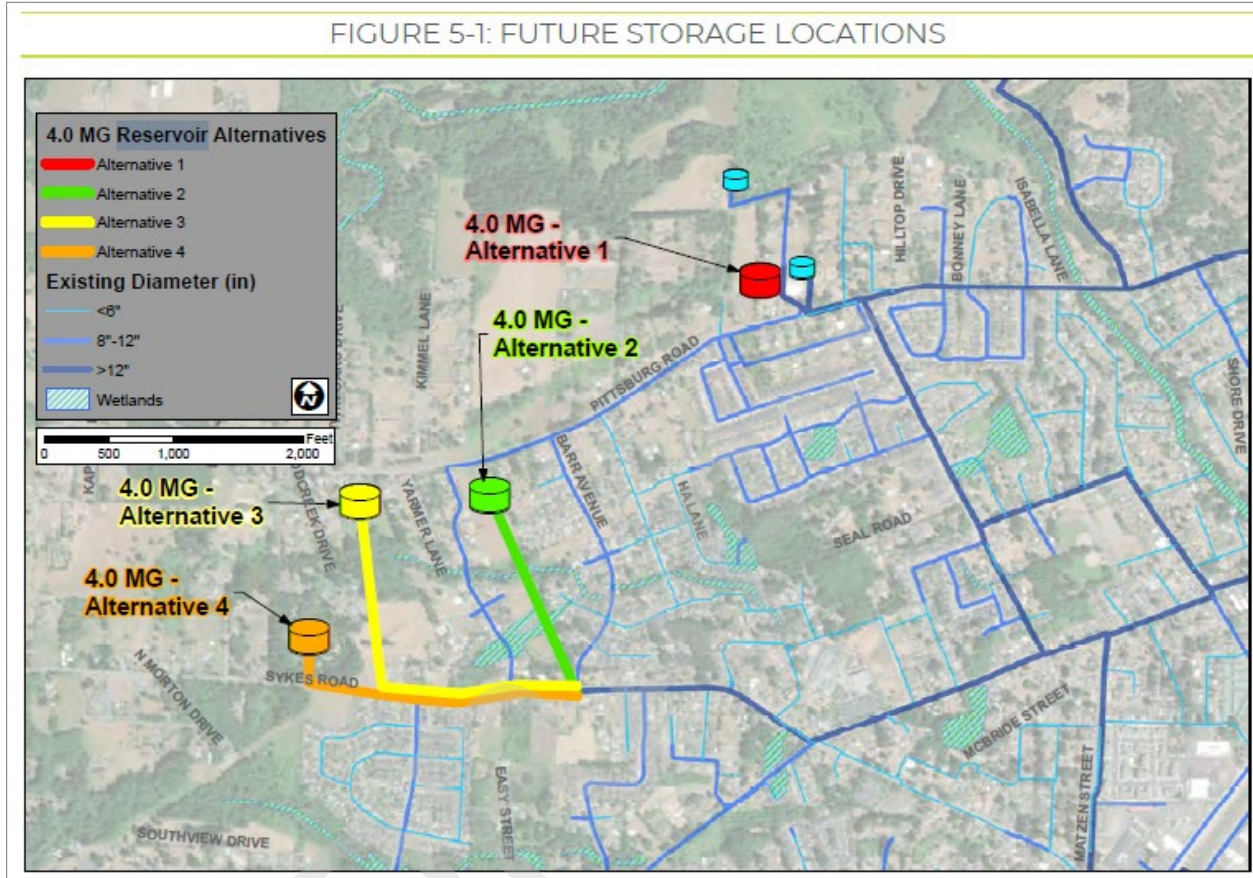 FIGURE 5-1: FUTURE STORAGE LOCATIONS
4.0 MG Reservoir Alternatives
Alternative 1
Alternative 2
Alternative 3
Alternative 4
Existing Diameter (in)
<6"
8"-12"
>12"
Wetlands
N
Feet
0 500 1,000 2,000
4.0 MG -
Alternative 1
4.0 MG -
Alternative 2
4.0 MG -
Alternative 3
4.0 MG -
Alternative 4
HILLTOP DRIVE
BONNEY LANE
ISABELLA LANE
KIMMEL LANE
PITTSBURG ROAD
SHORE DRIVE
BARR AVENUE
YARMER LANE
SEAL ROAD
SYKES ROAD
N MORTON DRIVE
MCBRIDE STREET
EASY STREET
MATZEN STREET
SOUTHVIEW DRIVE